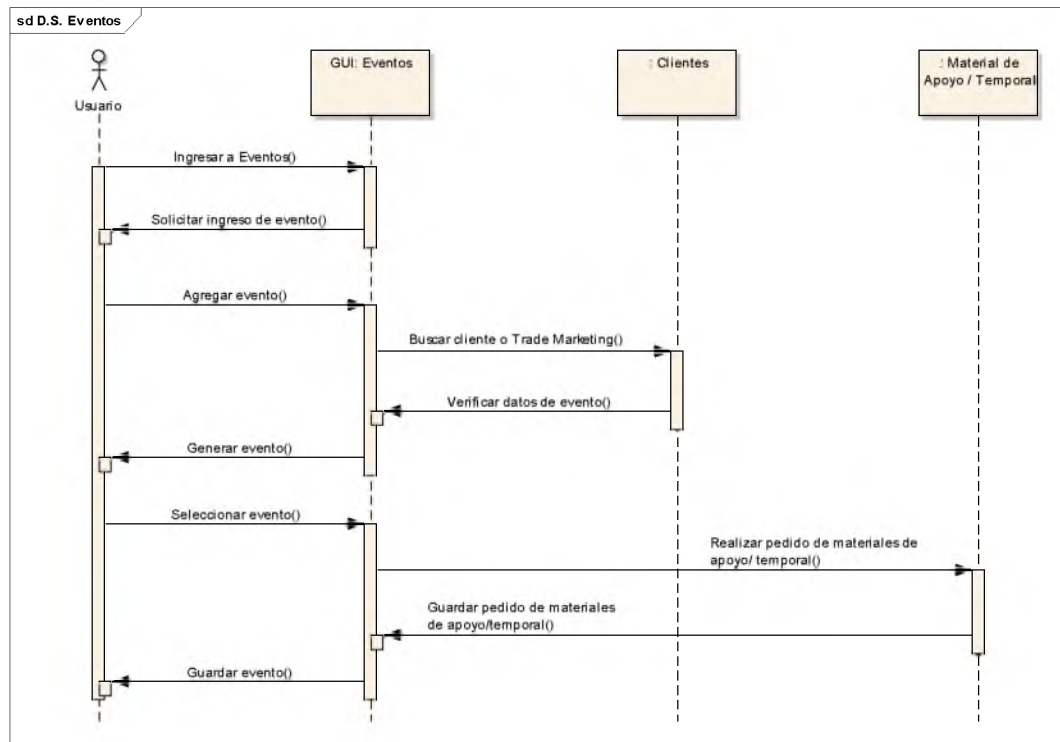 sd D.S. Eventos
Usuario
GUI: Eventos
: Clientes
: Material de
Apoyo / Temporal
Ingresar a Eventos()
Solicitar ingreso de evento()
Agregar evento()
Buscar cliente o Trade Marketing()
Verificar datos de evento()
Generar evento()
Seleccionar evento()
Realizar pedido de materiales de
apoyo/ temporal()
Guardar pedido de materiales
de apoyo/temporal()
Guardar evento()